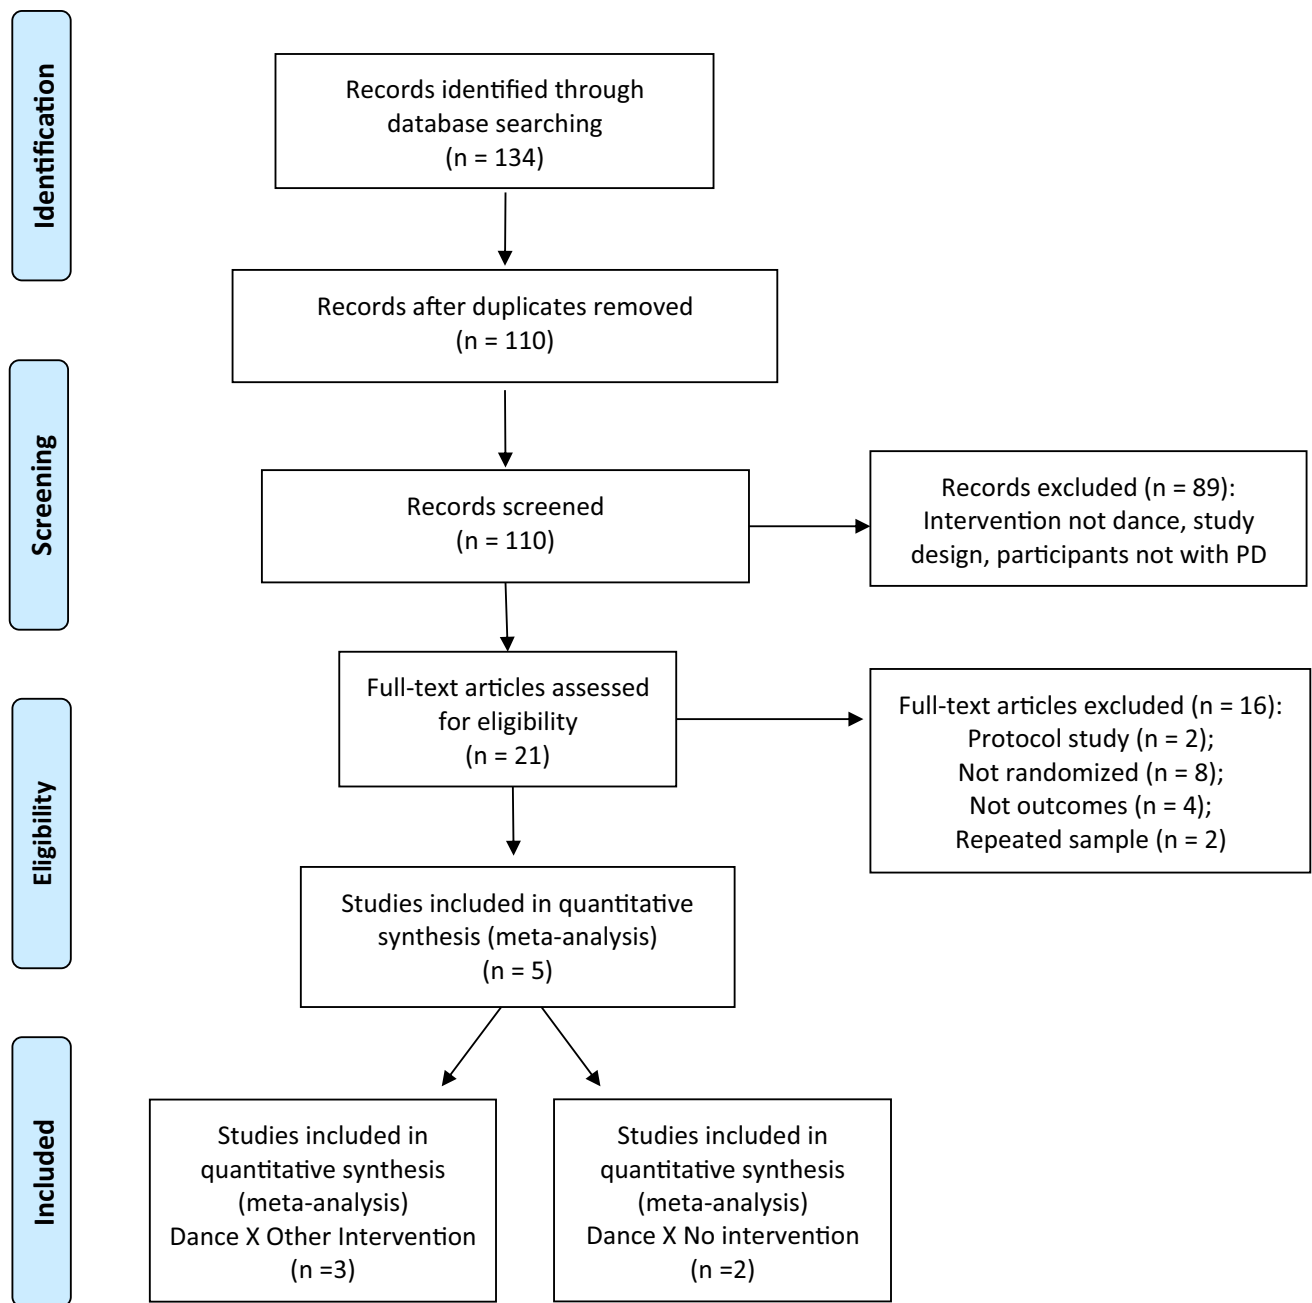 Identification
Records identified through
database searching
(n = 134)
Records after duplicates removed
(n = 110)
Screening
Records screened
(n = 110)
Records excluded (n = 89):
Intervention not dance, study
design, participants not with PD
Eligibility
Full-text articles assessed
for eligibility
(n = 21)
Full-text articles excluded (n = 16):
Protocol study (n = 2);
Not randomized (n = 8);
Not outcomes (n = 4);
Repeated sample (n = 2)
Studies included in quantitative
synthesis (meta-analysis)
(n = 5)
Included
Studies included in
quantitative synthesis
(meta-analysis)
Dance X Other Intervention
(n =3)
Studies included in
quantitative synthesis
(meta-analysis)
Dance X No intervention
(n =2)